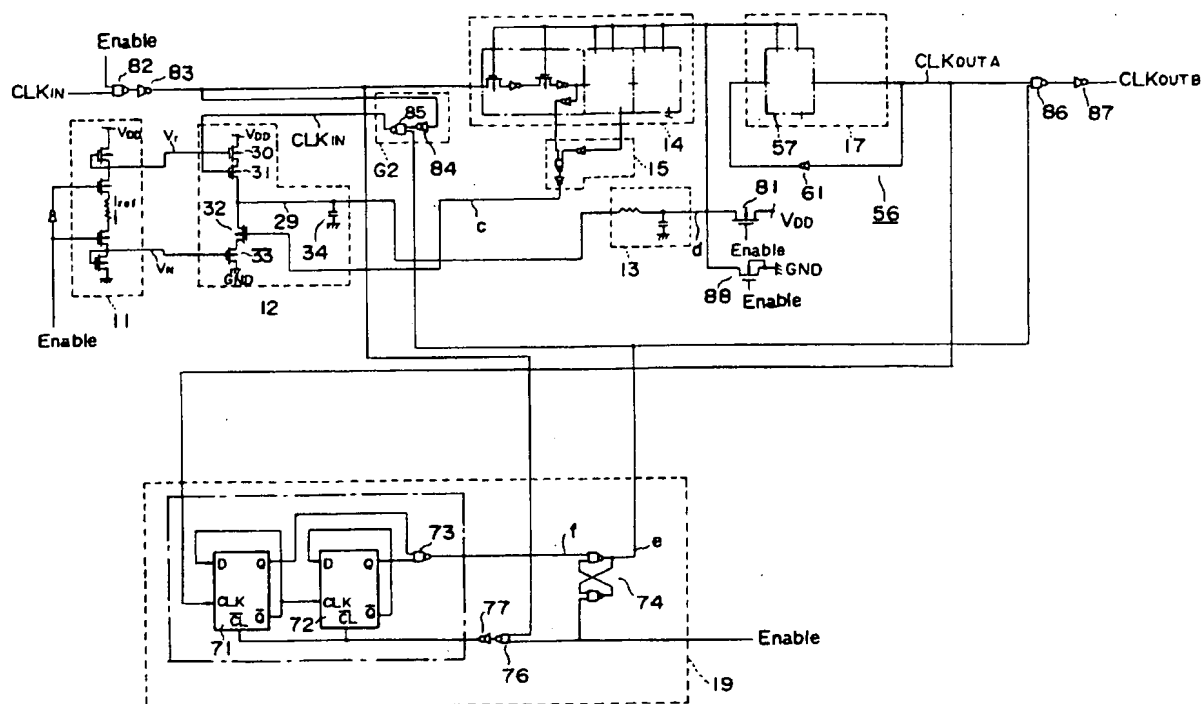 Enable
82 83
CLKIN
VDD
Vr
VDD
30
31
CLKIN
85
84
G2
14
15
57
17
61
56
CLKOUTA
86 87
CLKOUTB
Iref
32
29
34
33
VN
GND
12
11
c
13
d
81
VDD
Enable
88
GND
Enable
Enable
73
f
e
D Q
D Q
CLK
CLK
CL Q
CL Q
71
72
77
76
74
Enable
19